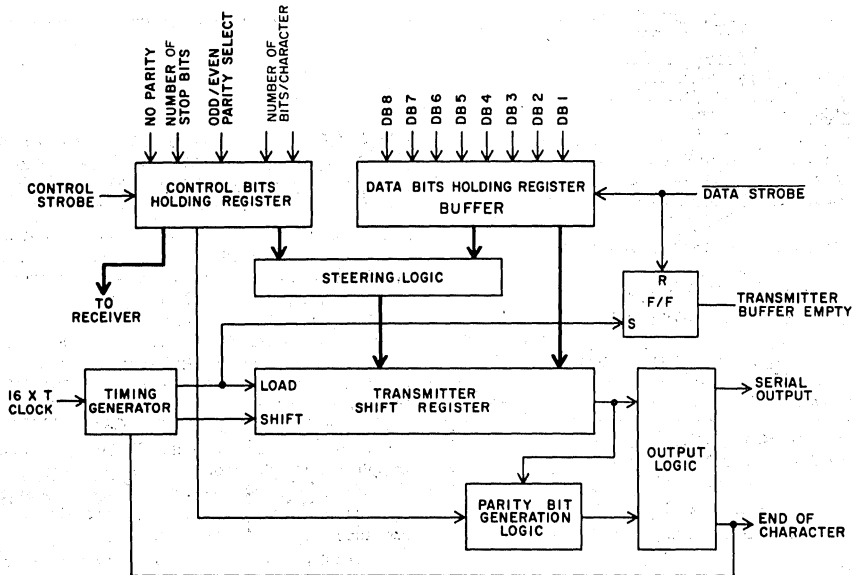 NO PARITY
NUMBER OF
STOP BITS
ODD/EVEN
PARITY SELECT
NUMBER OF
BITS/CHARACTER
DB8
DB7
DB6
DB5
DB4
DB3
DB2
DB1
CONTROL
STROBE
CONTROL BITS
HOLDING REGISTER
DATA BITS HOLDING REGISTER
BUFFER
DATA STROBE
TO
RECEIVER
STEERING LOGIC
R
F/F
S
TRANSMITTER
BUFFER EMPTY
16 X T
CLOCK
TIMING
GENERATOR
LOAD
SHIFT
TRANSMITTER
SHIFT REGISTER
SERIAL
OUTPUT
OUTPUT
LOGIC
PARITY BIT
GENERATION
LOGIC
END OF
CHARACTER